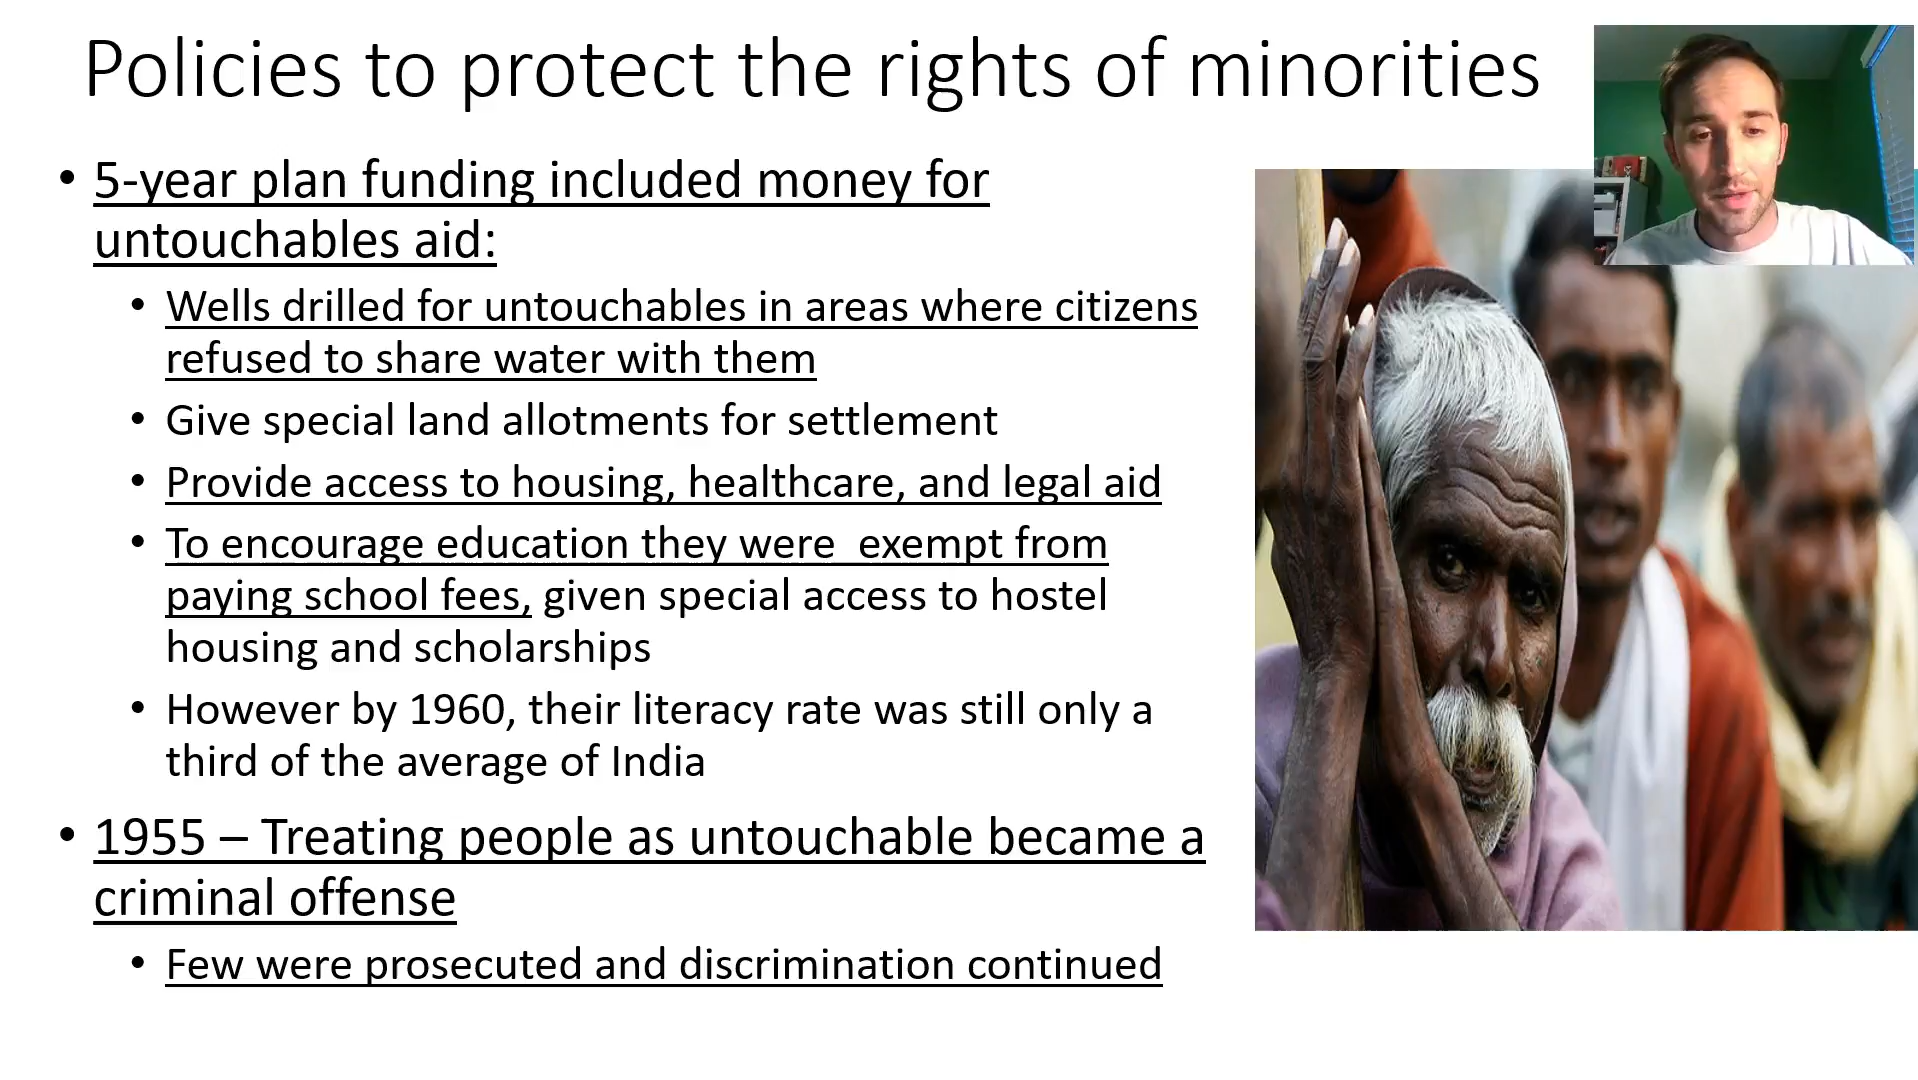 Policies to protect the rights of minorities
• 5-year plan funding included money for
untouchables aid:
• Wells drilled for untouchables in areas where citizens
refused to share water with them
• Give special land allotments for settlement
• Provide access to housing, healthcare, and legal aid
• To encourage education they were  exempt from
paying school fees, given special access to hostel
housing and scholarships
• However by 1960, their literacy rate was still only a
third of the average of India
• 1955 – Treating people as untouchable became a
criminal offense
• Few were prosecuted and discrimination continued